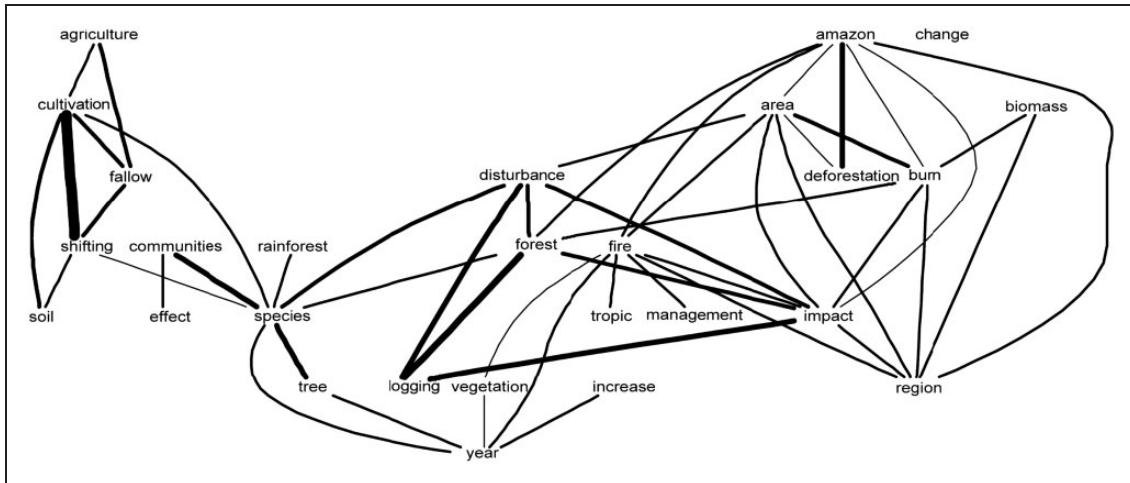 agriculture
amazon
change
cultivation
area
biomass
fallow
disturbance
deforestation
burn
shifting
communities
rainforest
forest
fire
soil
effect
species
tropic
management
impact
tree
logging
vegetation
increase
region
year